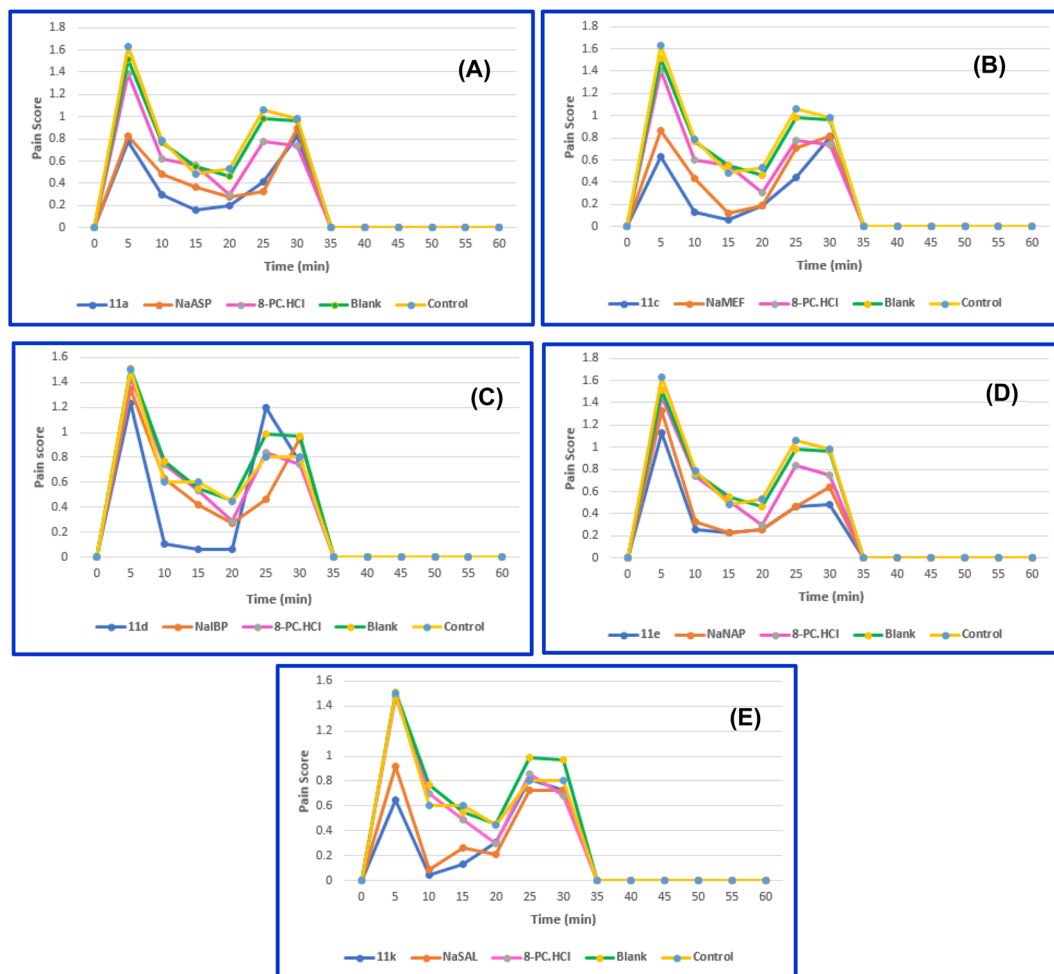 (A)
Pain Score
1.8
1.6
1.4
1.2
1
0.8
0.6
0.4
0.2
0
0 5 10 15 20 25 30 35 40 45 50 55 60
Time (min)
11a NaASP 8-PC.HCl Blank Control
(B)
Pain Score
1.8
1.6
1.4
1.2
1
0.8
0.6
0.4
0.2
0
0 5 10 15 20 25 30 35 40 45 50 55 60
Time (min)
11c NaMEF 8-PC.HCl Blank Control
(C)
Pain score
1.6
1.4
1.2
1
0.8
0.6
0.4
0.2
0
0 5 10 15 20 25 30 35 40 45 50 55 60
Time (min)
11d NaIBP 8-PC.HCl Blank Control
(D)
Pain Score
1.8
1.6
1.4
1.2
1
0.8
0.6
0.4
0.2
0
0 5 10 15 20 25 30 35 40 45 50 55 60
Time (min)
11e NaNAP 8-PC.HCl Blank Control
(E)
Pain Score
1.6
1.4
1.2
1
0.8
0.6
0.4
0.2
0
0 5 10 15 20 25 30 35 40 45 50 55 60
Time (min)
11k NaSAL 8-PC.HCl Blank Control